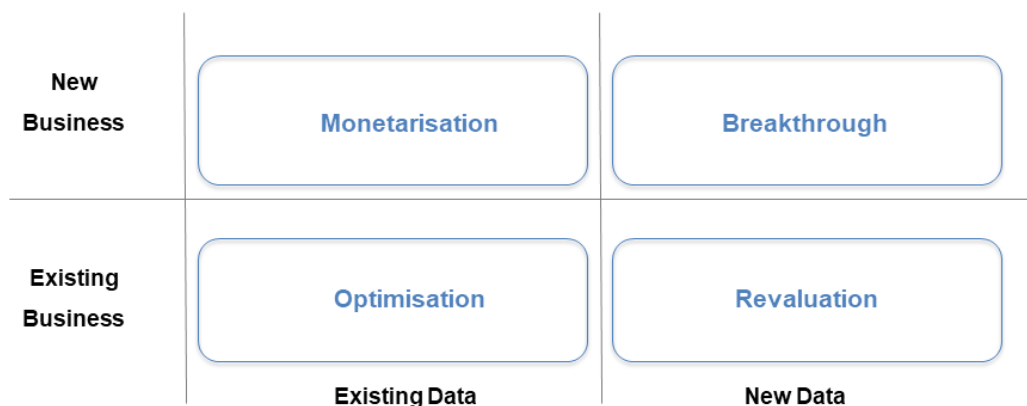 New
Business
Monetarisation
Breakthrough
Existing
Business
Optimisation
Revaluation
Existing Data
New Data